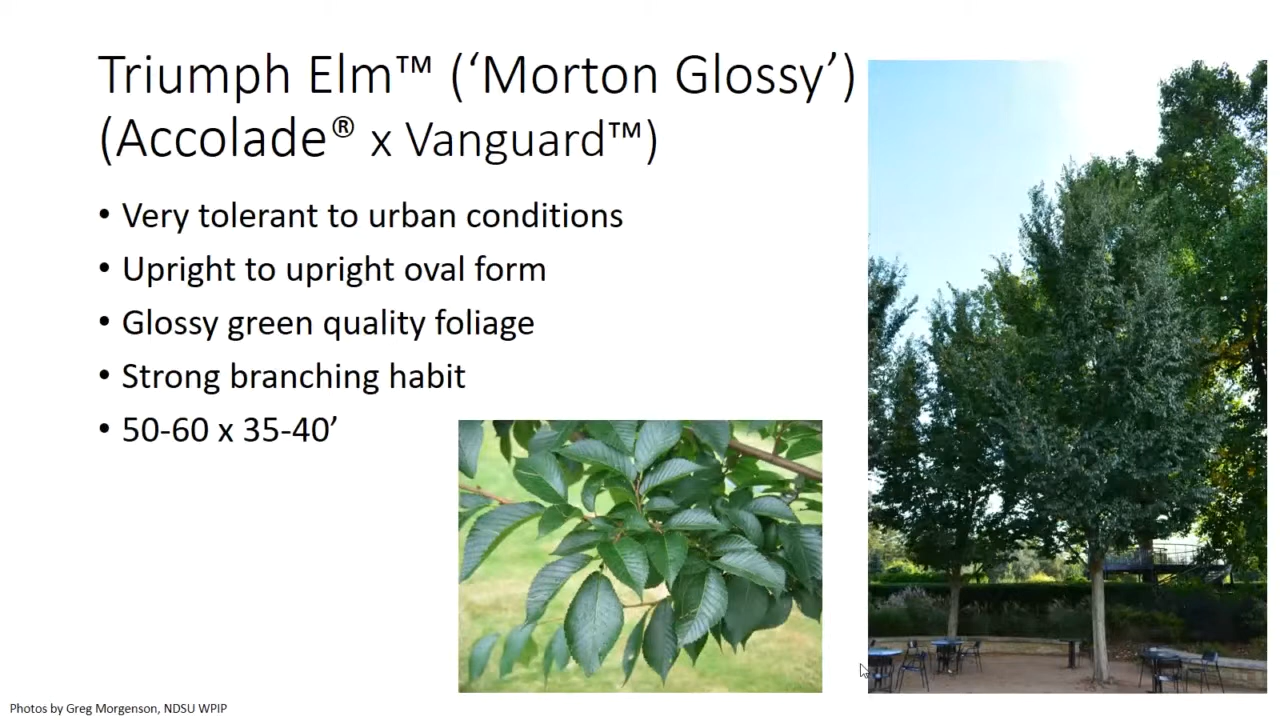 Triumph Elm™ (‘Morton Glossy’)
(Accolade® x Vanguard™)
• Very tolerant to urban conditions
• Upright to upright oval form
• Glossy green quality foliage
• Strong branching habit
• 50-60 x 35-40’
Photos by Greg Morgenson, NDSU WPIP